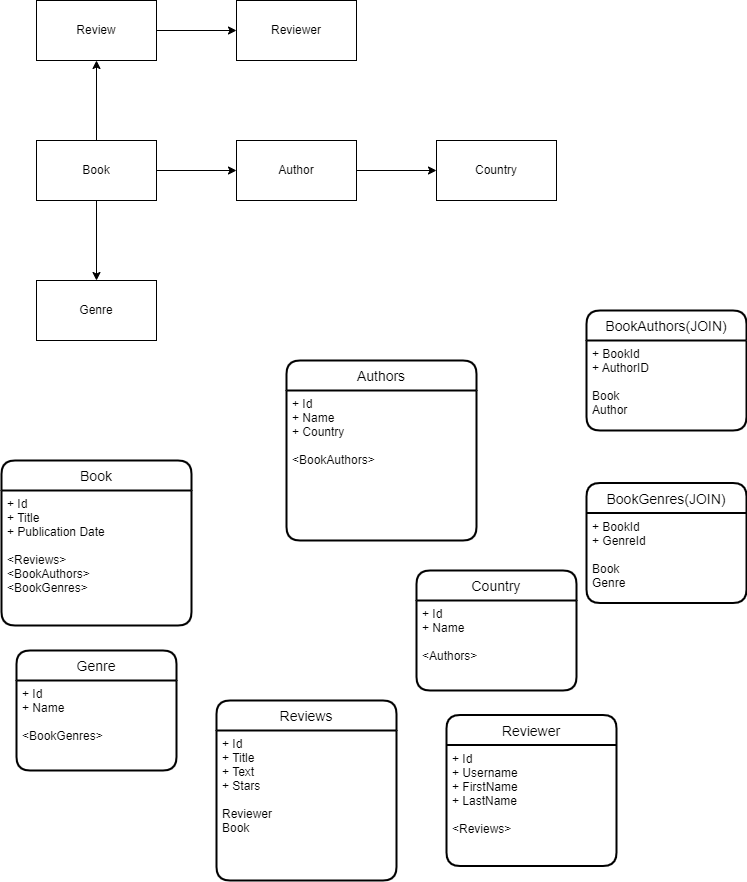 Review
Reviewer
Book
Author
Country
Genre
BookAuthors(JOIN)
+ BookId
+ AuthorID
Book
Author
Authors
+ Id
+ Name
+ Country
<BookAuthors>
Book
+ Id
+ Title
+ Publication Date
<Reviews>
<BookAuthors>
<BookGenres>
BookGenres(JOIN)
+ BookId
+ GenreId
Book
Genre
Country
+ Id
+ Name
<Authors>
Genre
+ Id
+ Name
<BookGenres>
Reviews
+ Id
+ Title
+ Text
+ Stars
Reviewer
Book
Reviewer
+ Id
+ Username
+ FirstName
+ LastName
<Reviews>